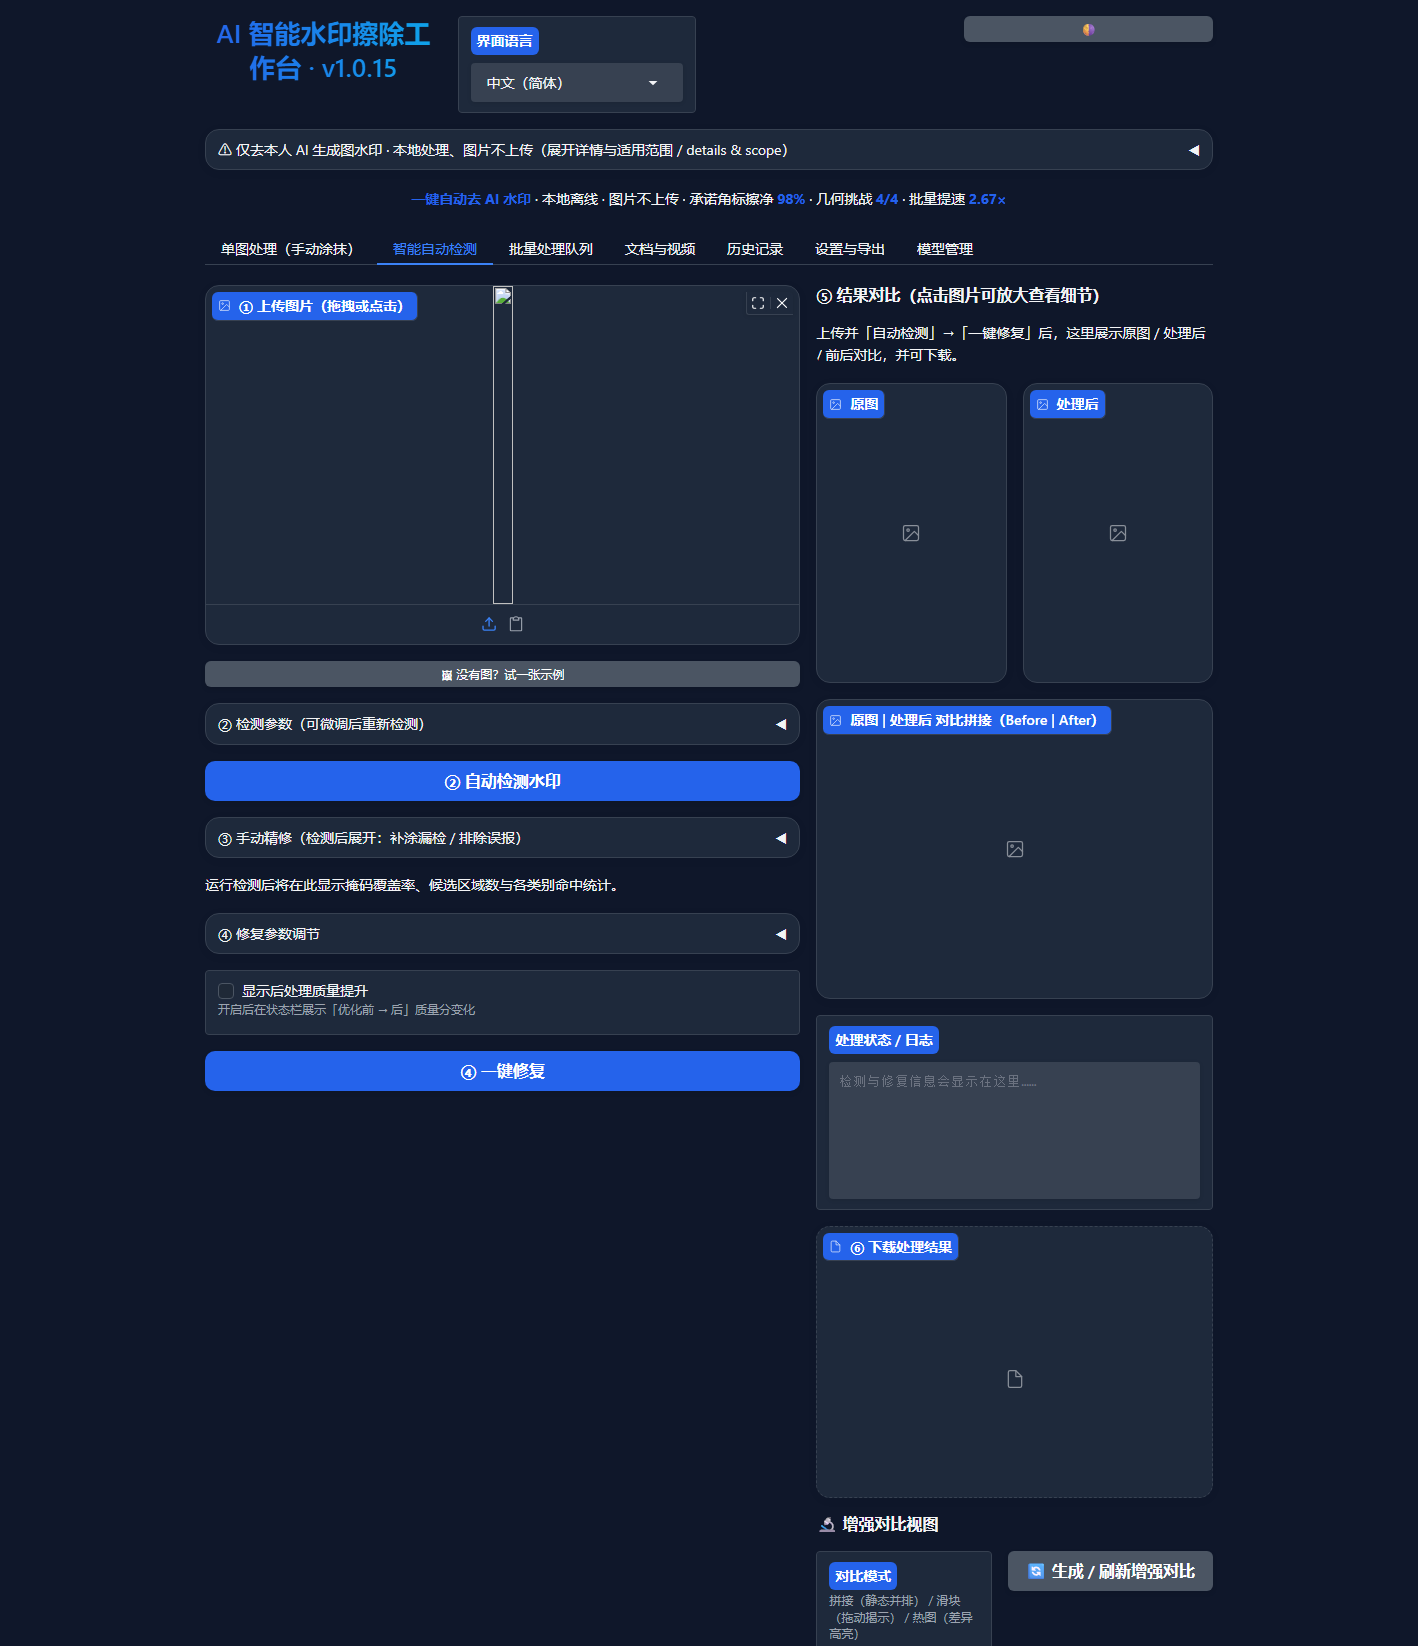 AI 智能水印擦除工
作台 · v1.0.15
界面语言
中文（简体）
⚠ 仅去本人 AI 生成图水印 · 本地处理、图片不上传（展开详情与适用范围 / details & scope）
一键自动去 AI 水印 · 本地离线 · 图片不上传 · 承诺角标擦净 98% · 几何挑战 4/4 · 批量提速 2.67×
单图处理（手动涂抹）
智能自动检测
批量处理队列
文档与视频
历史记录
设置与导出
模型管理
① 上传图片（拖拽或点击）
没有图？试一张示例
② 检测参数（可微调后重新检测）
② 自动检测水印
③ 手动精修（检测后展开：补涂漏检 / 排除误报）
运行检测后将在此显示掩码覆盖率、候选区域数与各类别命中统计。
④ 修复参数调节
显示后处理质量提升
开启后在状态栏展示「优化前 → 后」质量分变化
④ 一键修复
⑤ 结果对比（点击图片可放大查看细节）
上传并「自动检测」→「一键修复」后，这里展示原图 / 处理后
/ 前后对比，并可下载。
原图
处理后
原图 | 处理后 对比拼接（Before | After）
处理状态 / 日志
检测与修复信息会显示在这里……
⑥ 下载处理结果
🔬 增强对比视图
对比模式
拼接（静态并排） / 滑块
（拖动揭示） / 热图（差异
高亮）
🔄 生成 / 刷新增强对比